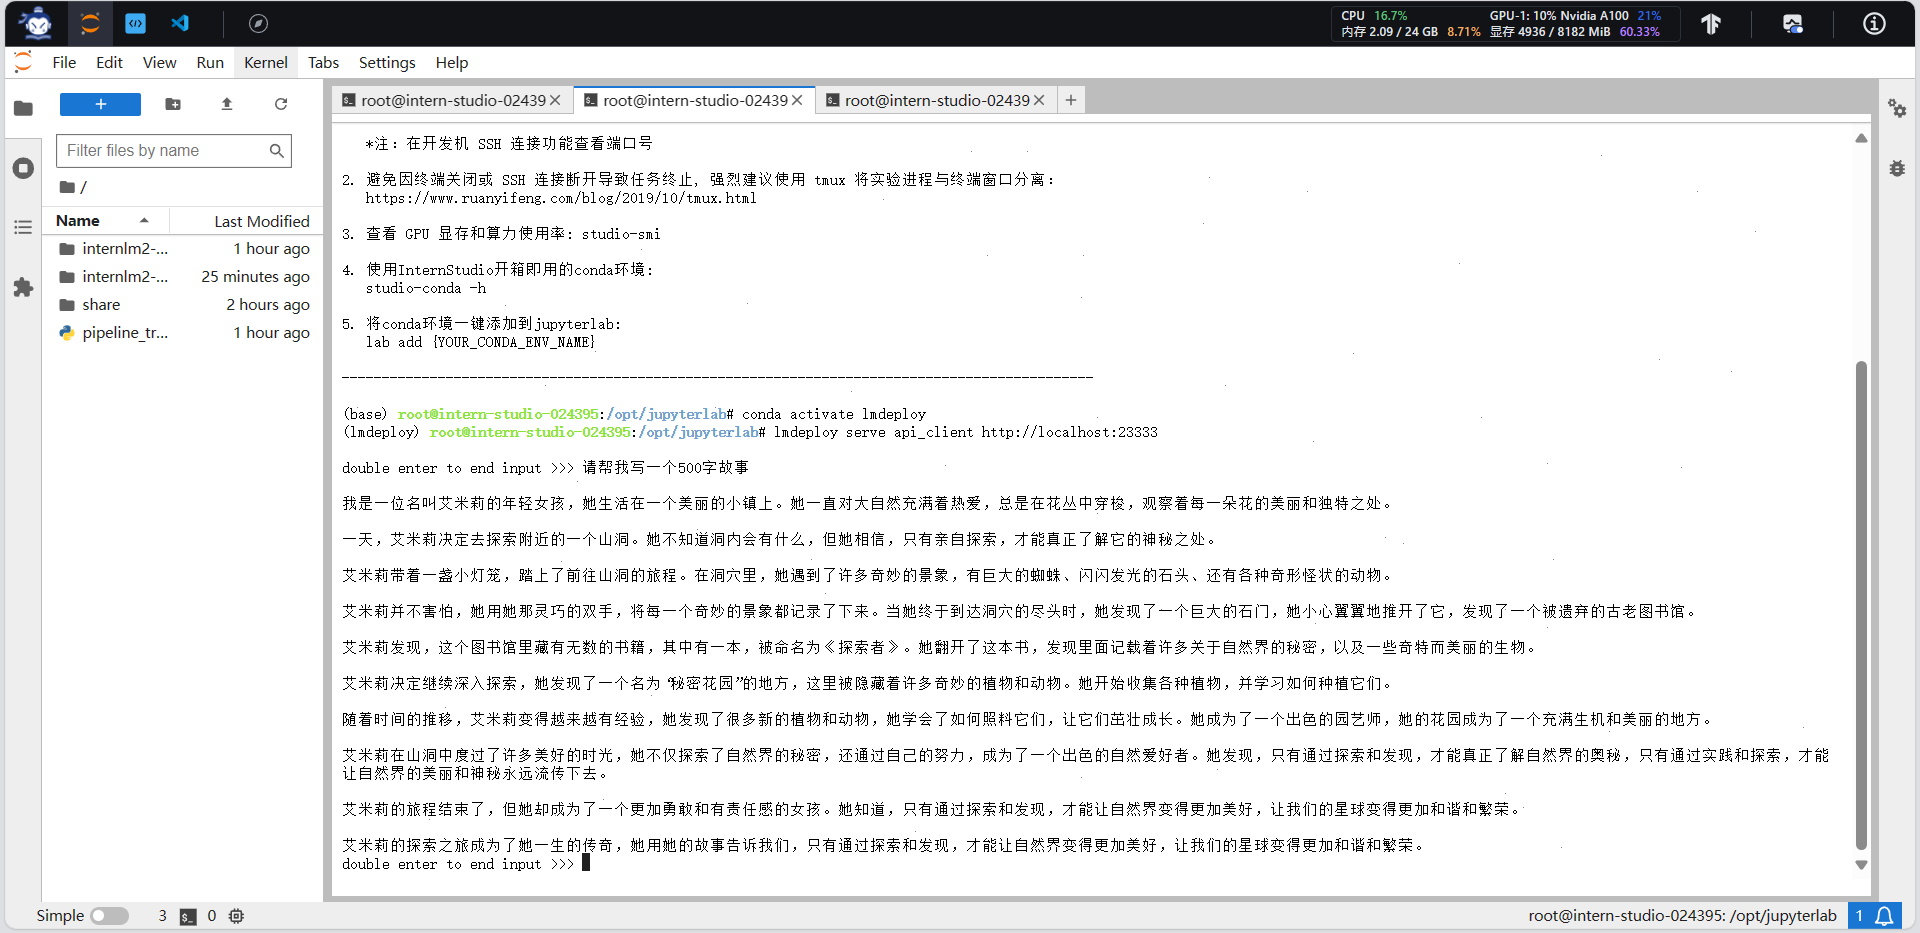 CPU 16.7%
内存 2.09 / 24 GB 8.71%
GPU-1: 10% Nvidia A100 21%
显存 4936 / 8182 MiB 60.33%
File Edit View Run Kernel Tabs Settings Help
root@intern-studio-02439
root@intern-studio-02439
root@intern-studio-02439
Filter files by name
/
Name Last Modified
internlm2-... 1 hour ago
internlm2-... 25 minutes ago
share 2 hours ago
pipeline_tr... 1 hour ago
*注：在开发机 SSH 连接功能查看端口号
2. 避免因终端关闭或 SSH 连接断开导致任务终止，强烈建议使用 tmux 将实验进程与终端窗口分离：
https://www.ruanyifeng.com/blog/2019/10/tmux.html
3. 查看 GPU 显存和算力使用率：studio-smi
4. 使用InternStudio开箱即用的conda环境：
studio-conda -h
5. 将conda环境一键添加到jupyterlab：
lab add {YOUR_CONDA_ENV_NAME}
----------------------------------------------------------------------------------------------
(base) root@intern-studio-024395:/opt/jupyterlab# conda activate lmdeploy
(lmdeploy) root@intern-studio-024395:/opt/jupyterlab# lmdeploy serve api_client http://localhost:23333
double enter to end input >>> 请帮我写一个500字故事
我是一位名叫艾米莉的年轻女孩，她生活在一个美丽的小镇上。她一直对大自然充满着热爱，总是在花丛中穿梭，观察着每一朵花的美丽和独特之处。
一天，艾米莉决定去探索附近的一个山洞。她不知道洞内会有什么，但她相信，只有亲自探索，才能真正了解它的神秘之处。
艾米莉带着一盏小灯笼，踏上了前往山洞的旅程。在洞穴里，她遇到了许多奇妙的景象，有巨大的蜘蛛、闪闪发光的石头、还有各种奇形怪状的动物。
艾米莉并不害怕，她用她那灵巧的双手，将每一个奇妙的景象都记录了下来。当她终于到达洞穴的尽头时，她发现了一个巨大的石门，她小心翼翼地推开了它，发现了一个被遗弃的古老图书馆。
艾米莉发现，这个图书馆里藏有无数的书籍，其中有一本，被命名为《探索者》。她翻开了这本书，发现里面记载着许多关于自然界的秘密，以及一些奇特而美丽的生物。
艾米莉决定继续深入探索，她发现了一个名为“秘密花园”的地方，这里被隐藏着许多奇妙的植物和动物。她开始收集各种植物，并学习如何种植它们。
随着时间的推移，艾米莉变得越来越有经验，她发现了很多新的植物和动物，她学会了如何照料它们，让它们茁壮成长。她成为了一个出色的园艺师，她的花园成为了一个充满生机和美丽的地方。
艾米莉在山洞中度过了许多美好的时光，她不仅探索了自然界的秘密，还通过自己的努力，成为了一个出色的自然爱好者。她发现，只有通过探索和发现，才能真正了解自然界的奥秘，只有通过实践和探索，才能
让自然界的美丽和神秘永远流传下去。
艾米莉的旅程结束了，但她却成为了一个更加勇敢和有责任感的女孩。她知道，只有通过探索和发现，才能让自然界变得更加美好，让我们的星球变得更加和谐和繁荣。
艾米莉的探索之旅成为了她一生的传奇，她用她的故事告诉我们，只有通过探索和发现，才能让自然界变得更加美好，让我们的星球变得更加和谐和繁荣。
double enter to end input >>>
Simple 3 0 root@intern-studio-024395: /opt/jupyterlab 1